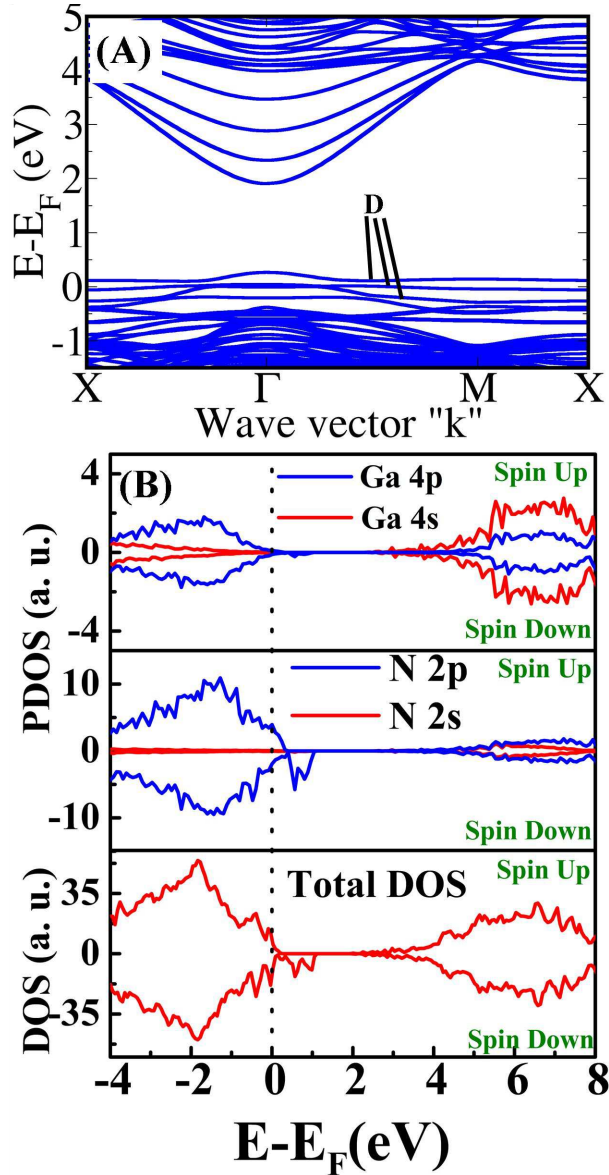 (A)
5
4
3
2
1
0
-1
E-E_F (eV)
D
X Γ M X
Wave vector "k"
(B)
4
0
-4
Ga 4p
Ga 4s
Spin Up
Spin Down
PDOS (a. u.)
10
0
-10
N 2p
N 2s
Spin Up
Spin Down
35
0
-35
DOS (a. u.)
Total DOS
Spin Up
Spin Down
-4 -2 0 2 4 6 8
E-E_F(eV)